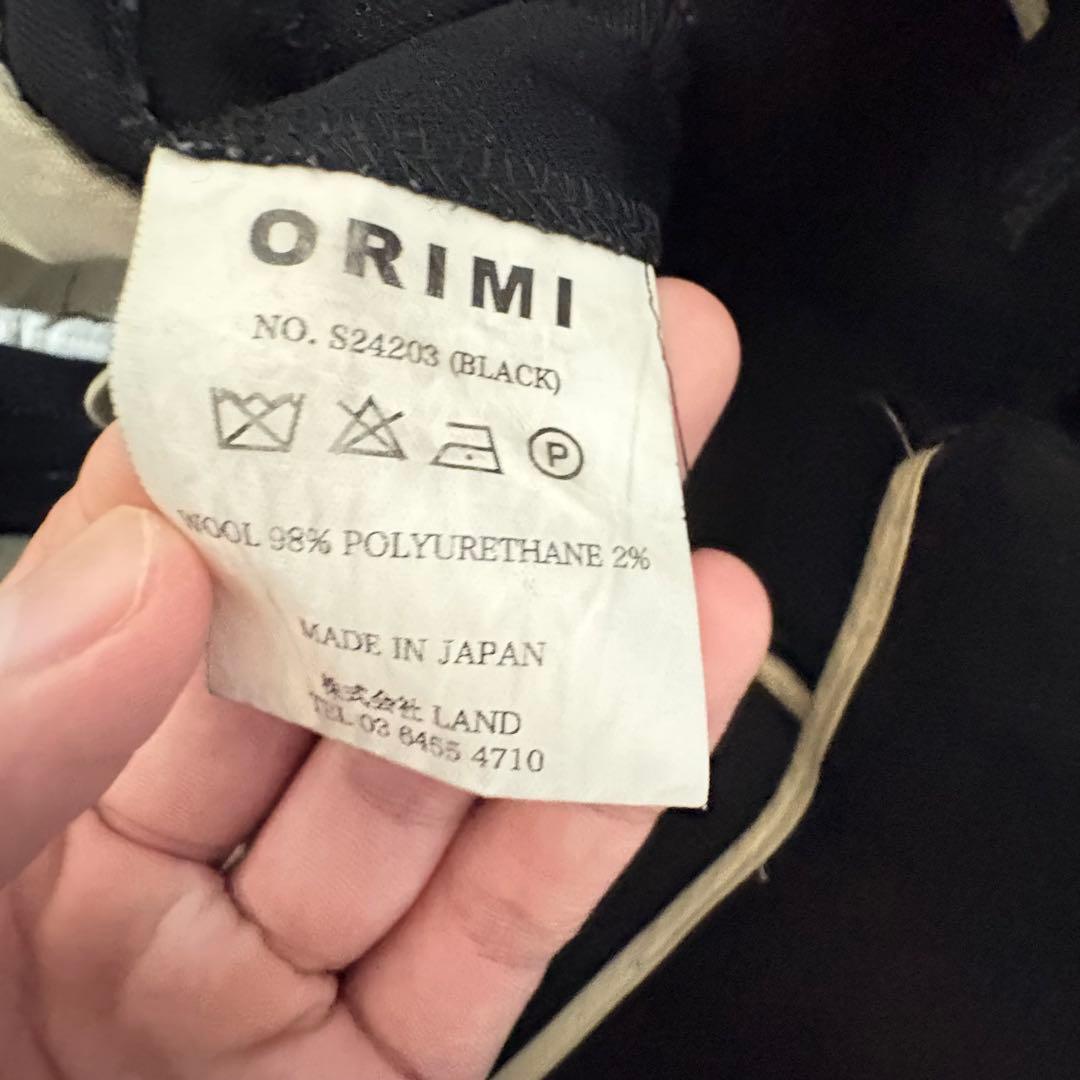 ORIMI
NO. S24203 (BLACK)
P
WOOL 98% POLYURETHANE 2%
MADE IN JAPAN
株式会社 LAND
TEL 03 6455 4710